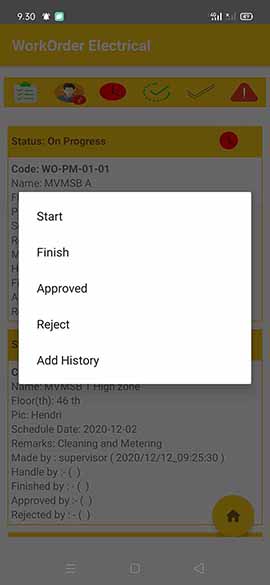 9.30
WorkOrder Electrical
Status: On Progress
Code: WO-PM-01-01
Name: MVMSB A
Start
Finish
Approved
Reject
Add History
Name: MVMSB 1 High zone
Floor(th): 46 th
Pic: Hendri
Schedule Date: 2020-12-02
Remarks: Cleaning and Metering
Made by : supervisor ( 2020/12/12_09:25:30 )
Handle by :- ( )
Finished by : - ( )
Approved by :- ( )
Rejected by : - ( )